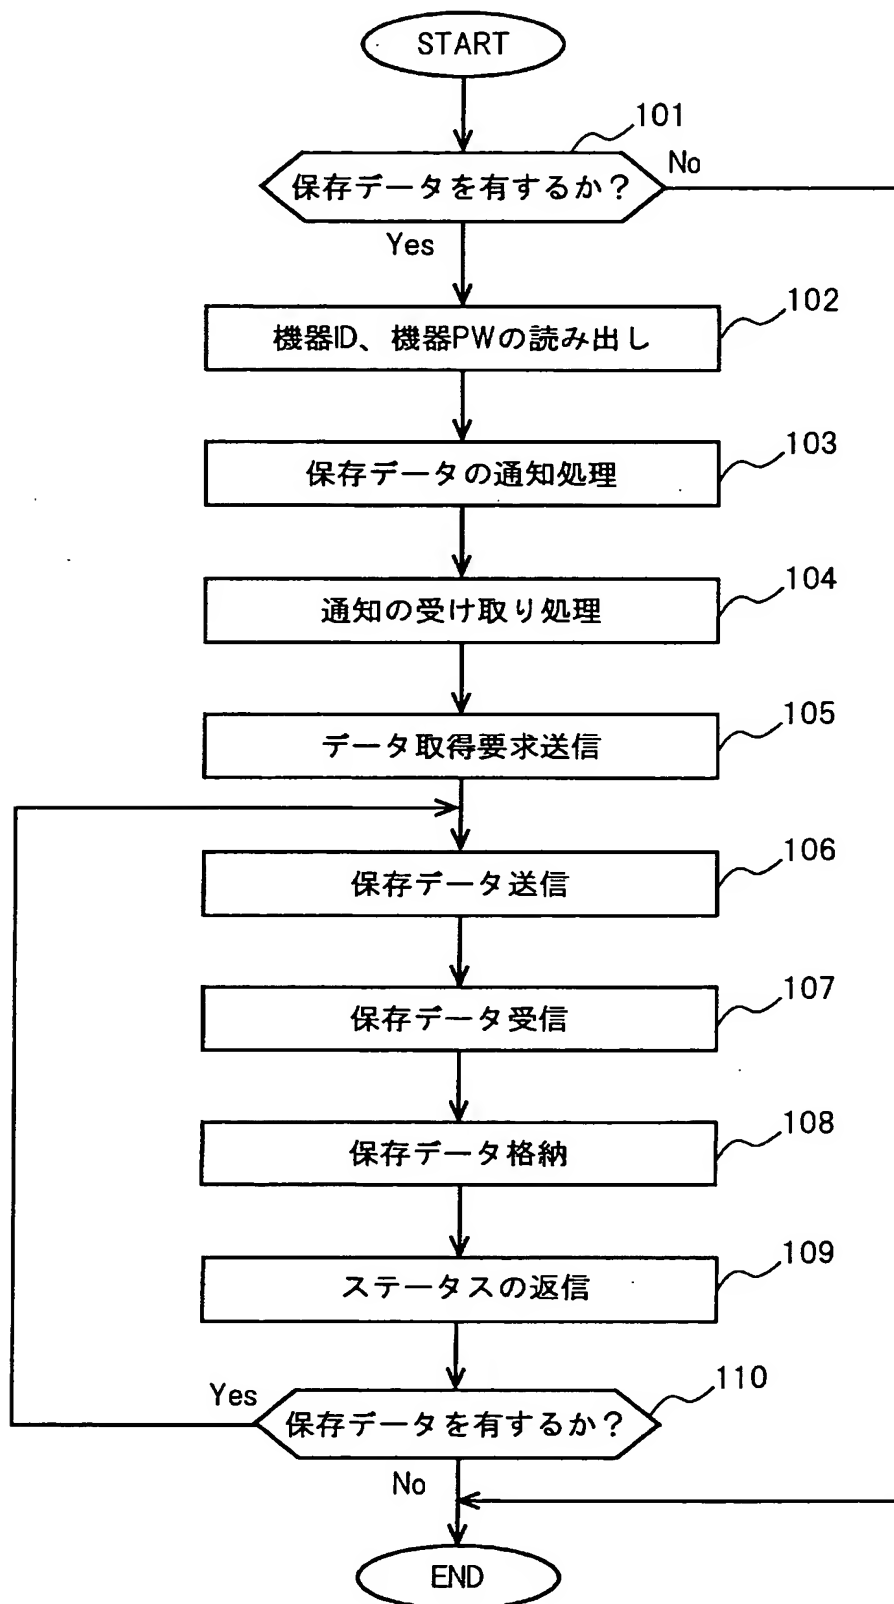 START
101
保存データを有するか?
No
Yes
102
機器ID、機器PWの読み出し
103
保存データの通知処理
104
通知の受け取り処理
105
データ取得要求送信
106
保存データ送信
107
保存データ受信
108
保存データ格納
109
ステータスの返信
110
Yes
保存データを有するか?
No
END